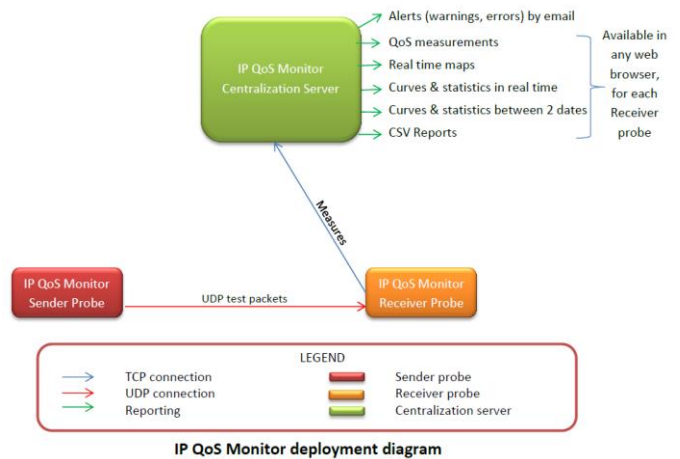 Alerts (warnings, errors) by email
QoS measurements
Real time maps
Curves & statistics in real time
Curves & statistics between 2 dates
CSV Reports
Available in
any web
browser,
for each
Receiver
probe
IP QoS Monitor
Centralization Server
Measures
IP QoS Monitor
Sender Probe
UDP test packets
IP QoS Monitor
Receiver Probe
LEGEND
TCP connection
Sender probe
UDP connection
Receiver probe
Reporting
Centralization server
IP QoS Monitor deployment diagram